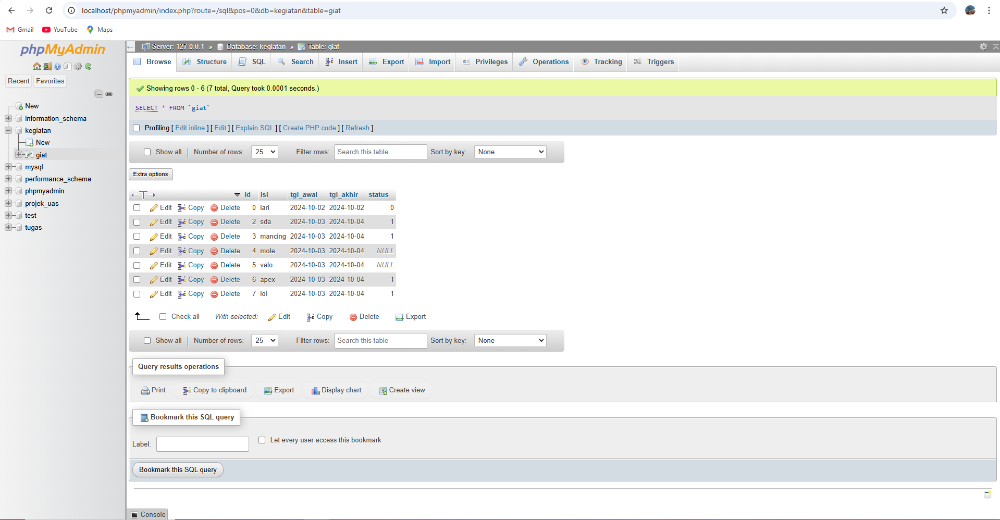 localhost/phpmyadmin/index.php?route=/sql&pos=0&db=kegiatan&table=giat
Gmail YouTube Maps
phpMyAdmin
Recent Favorites
New
information_schema
kegiatan
New
giat
mysql
performance_schema
phpmyadmin
projek_uas
test
tugas
Server: 127.0.0.1 » Database: kegiatan » Table: giat
Browse Structure SQL Search Insert Export Import Privileges Operations Tracking Triggers
Showing rows 0 - 6 (7 total, Query took 0.0001 seconds.)
SELECT * FROM `giat`
Profiling [ Edit inline ] [ Edit ] [ Explain SQL ] [ Create PHP code ] [ Refresh ]
Show all Number of rows: 25 Filter rows: Search this table Sort by key: None
Extra options
id isi tgl_awal tgl_akhir status
Edit Copy Delete 0 lari 2024-10-02 2024-10-02 0
Edit Copy Delete 2 sda 2024-10-03 2024-10-04 1
Edit Copy Delete 3 mancing 2024-10-03 2024-10-04 1
Edit Copy Delete 4 mole 2024-10-03 2024-10-04 NULL
Edit Copy Delete 5 valo 2024-10-03 2024-10-04 NULL
Edit Copy Delete 6 apex 2024-10-03 2024-10-04 1
Edit Copy Delete 7 lol 2024-10-03 2024-10-04 1
Check all With selected: Edit Copy Delete Export
Show all Number of rows: 25 Filter rows: Search this table Sort by key: None
Query results operations
Print Copy to clipboard Export Display chart Create view
Bookmark this SQL query
Label: Let every user access this bookmark
Bookmark this SQL query
Console